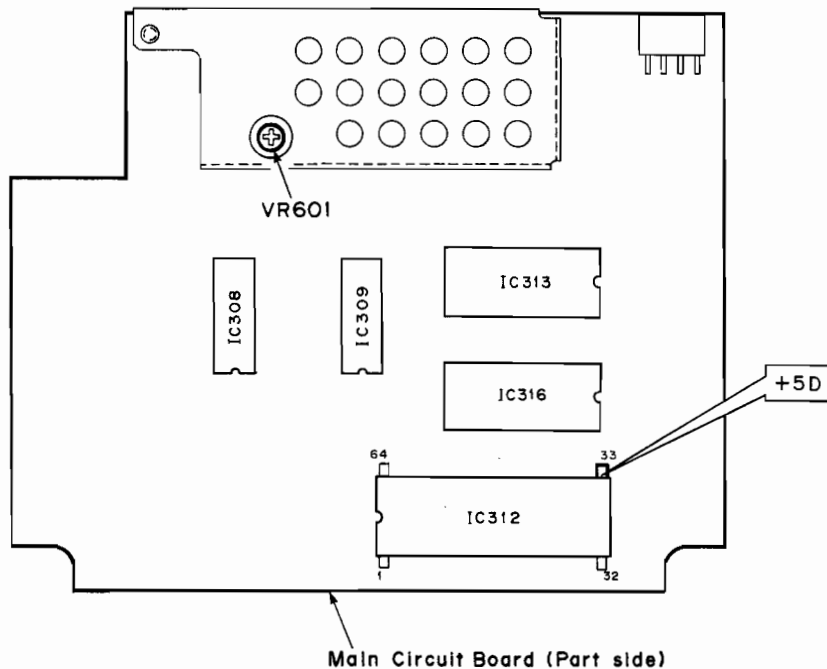 VR601
IC308
IC309
IC313
IC316
+5D
64
33
IC312
1
32
Main Circuit Board (Part side)